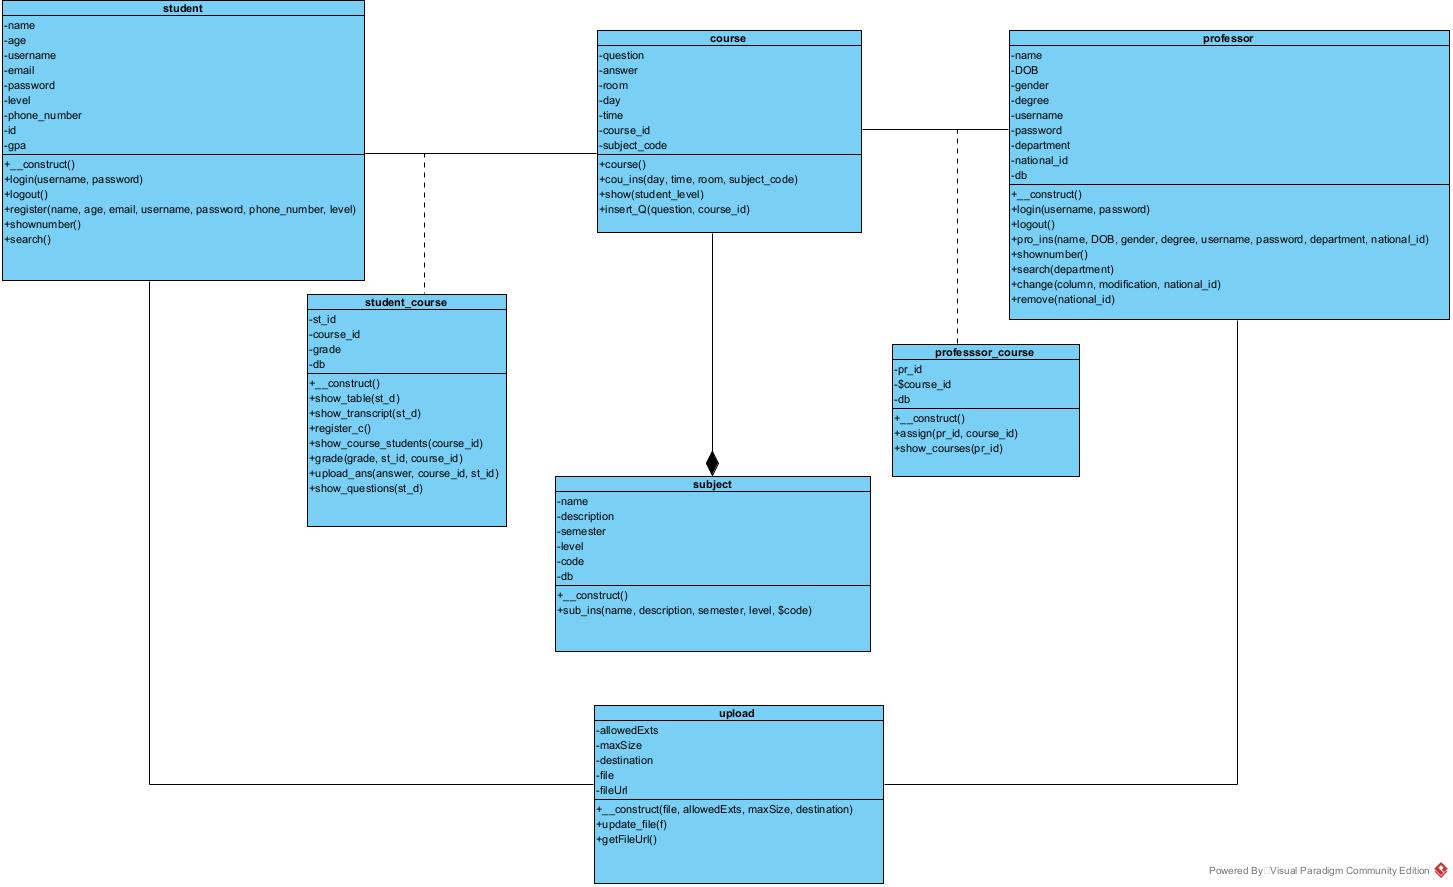 student
-name
-age
-username
-email
-password
-level
-phone_number
-id
-gpa
+__construct()
+login(username, password)
+logout()
+register(name, age, email, username, password, phone_number, level)
+shownumber()
+search()
course
-question
-answer
-room
-day
-time
-course_id
-subject_code
+course()
+cou_ins(day, time, room, subject_code)
+show(student_level)
+insert_Q(question, course_id)
professor
-name
-DOB
-gender
-degree
-username
-password
-department
-national_id
-db
+__construct()
+login(username, password)
+logout()
+pro_ins(name, DOB, gender, degree, username, password, department, national_id)
+shownumber()
+search(department)
+change(column, modification, national_id)
+remove(national_id)
student_course
-st_id
-course_id
-grade
-db
+__construct()
+show_table(st_d)
+show_transcript(st_d)
+register_c()
+show_course_students(course_id)
+grade(grade, st_id, course_id)
+upload_ans(answer, course_id, st_id)
+show_questions(st_d)
professsor_course
-pr_id
-$course_id
-db
+__construct()
+assign(pr_id, course_id)
+show_courses(pr_id)
subject
-name
-description
-semester
-level
-code
-db
+__construct()
+sub_ins(name, description, semester, level, $code)
upload
-allowedExts
-maxSize
-destination
-file
-fileUrl
+__construct(file, allowedExts, maxSize, destination)
+update_file(f)
+getFileUrl()
Powered By Visual Paradigm Community Edition